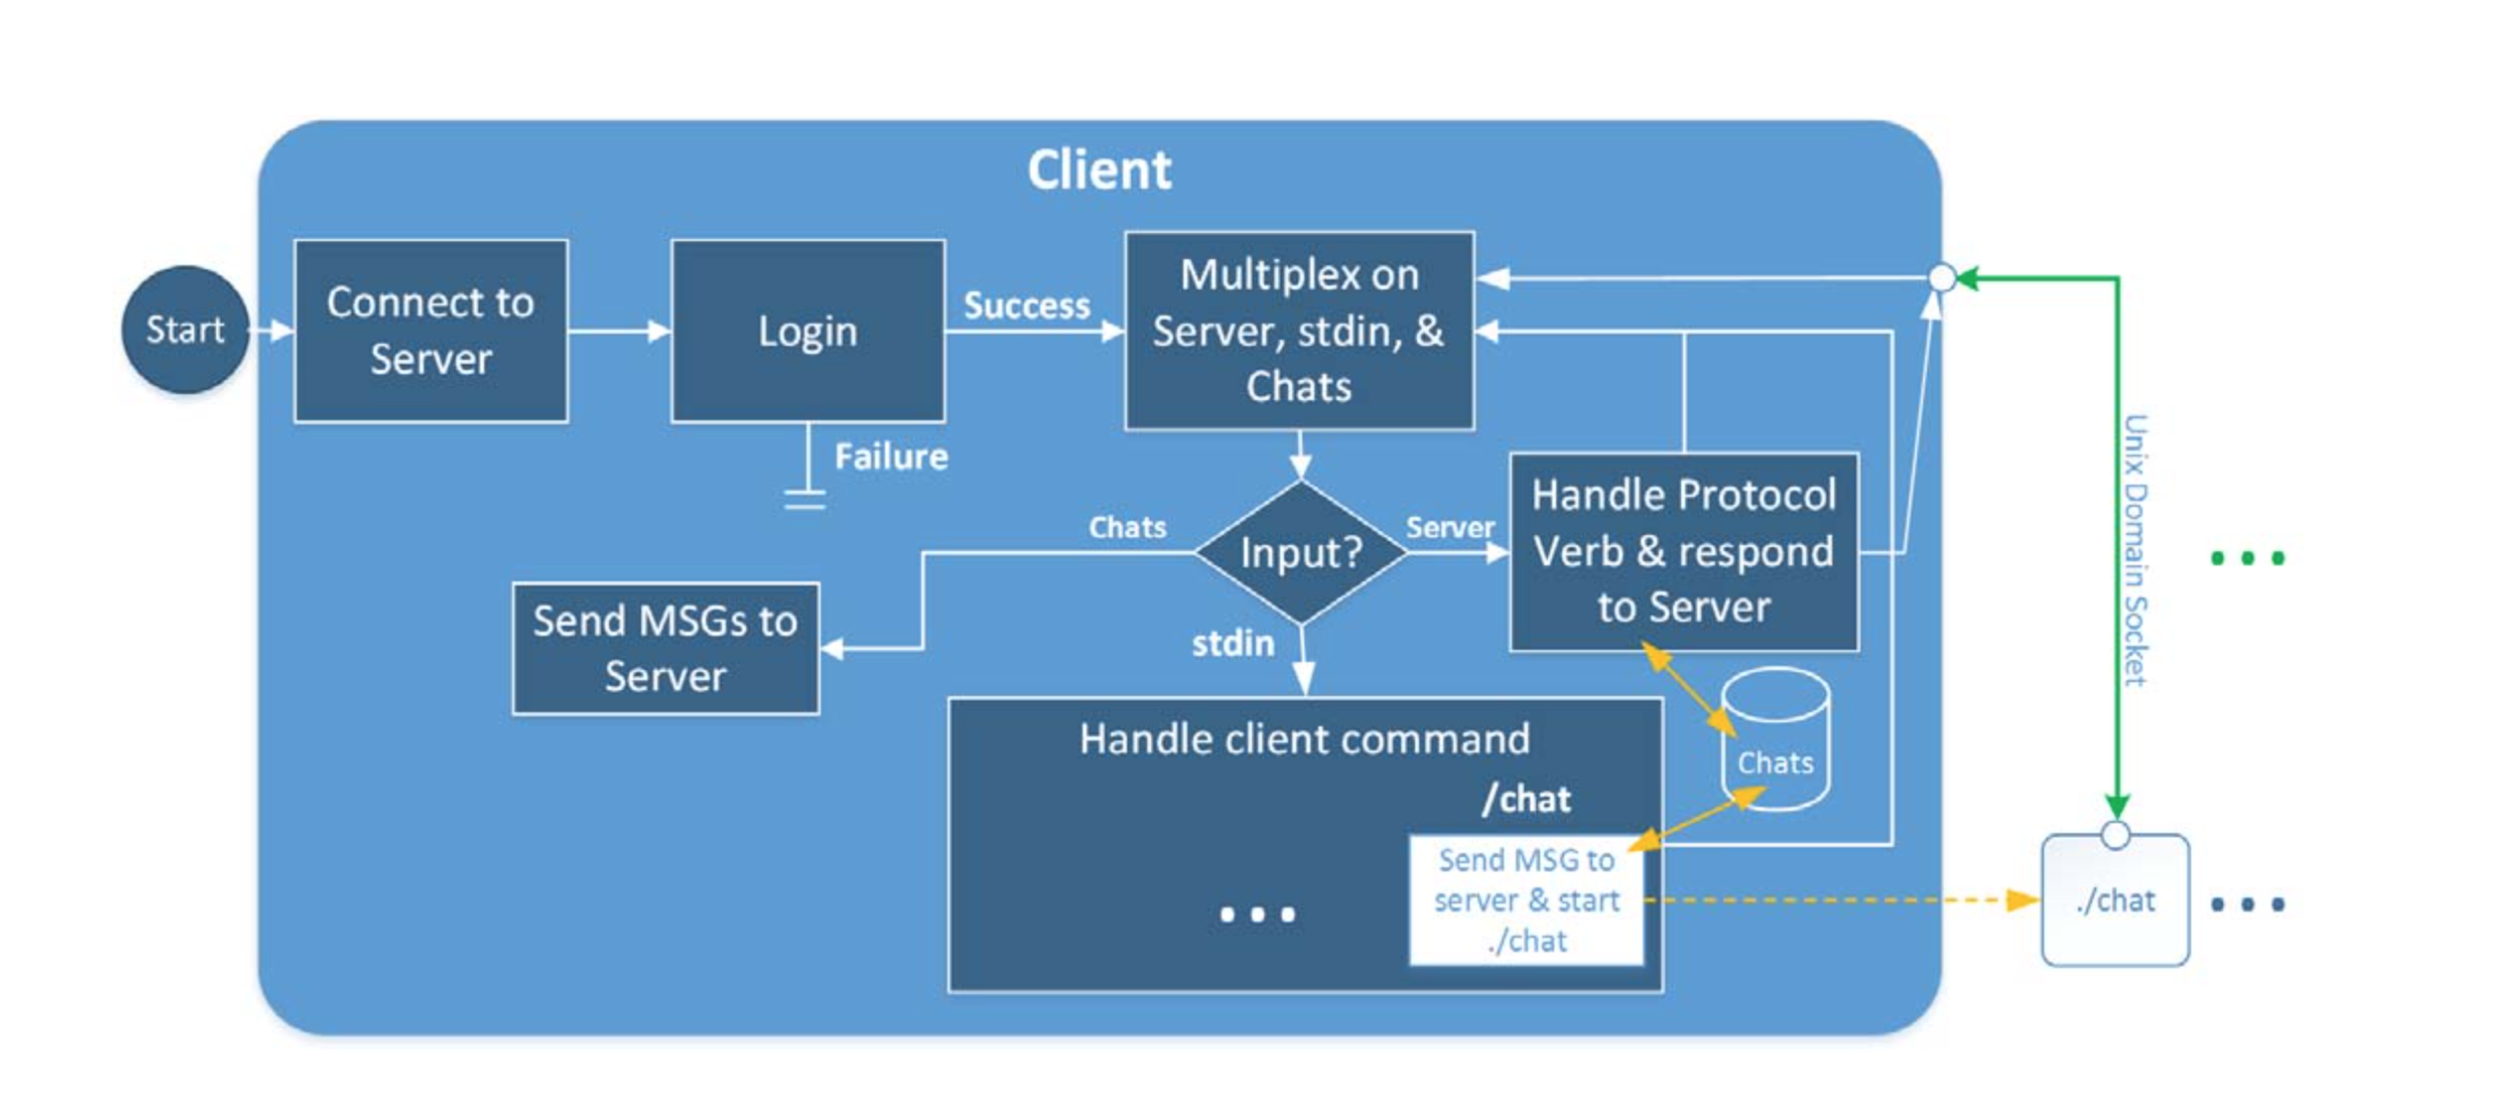 Client
Start
Connect to
Server
Login
Success
Failure
Multiplex on
Server, stdin, &
Chats
Input?
Chats
Server
stdin
Send MSGs to
Server
Handle Protocol
Verb & respond
to Server
Chats
Handle client command
/chat
Send MSG to
server & start
./chat
...
Unix Domain Socket
...
./chat
...